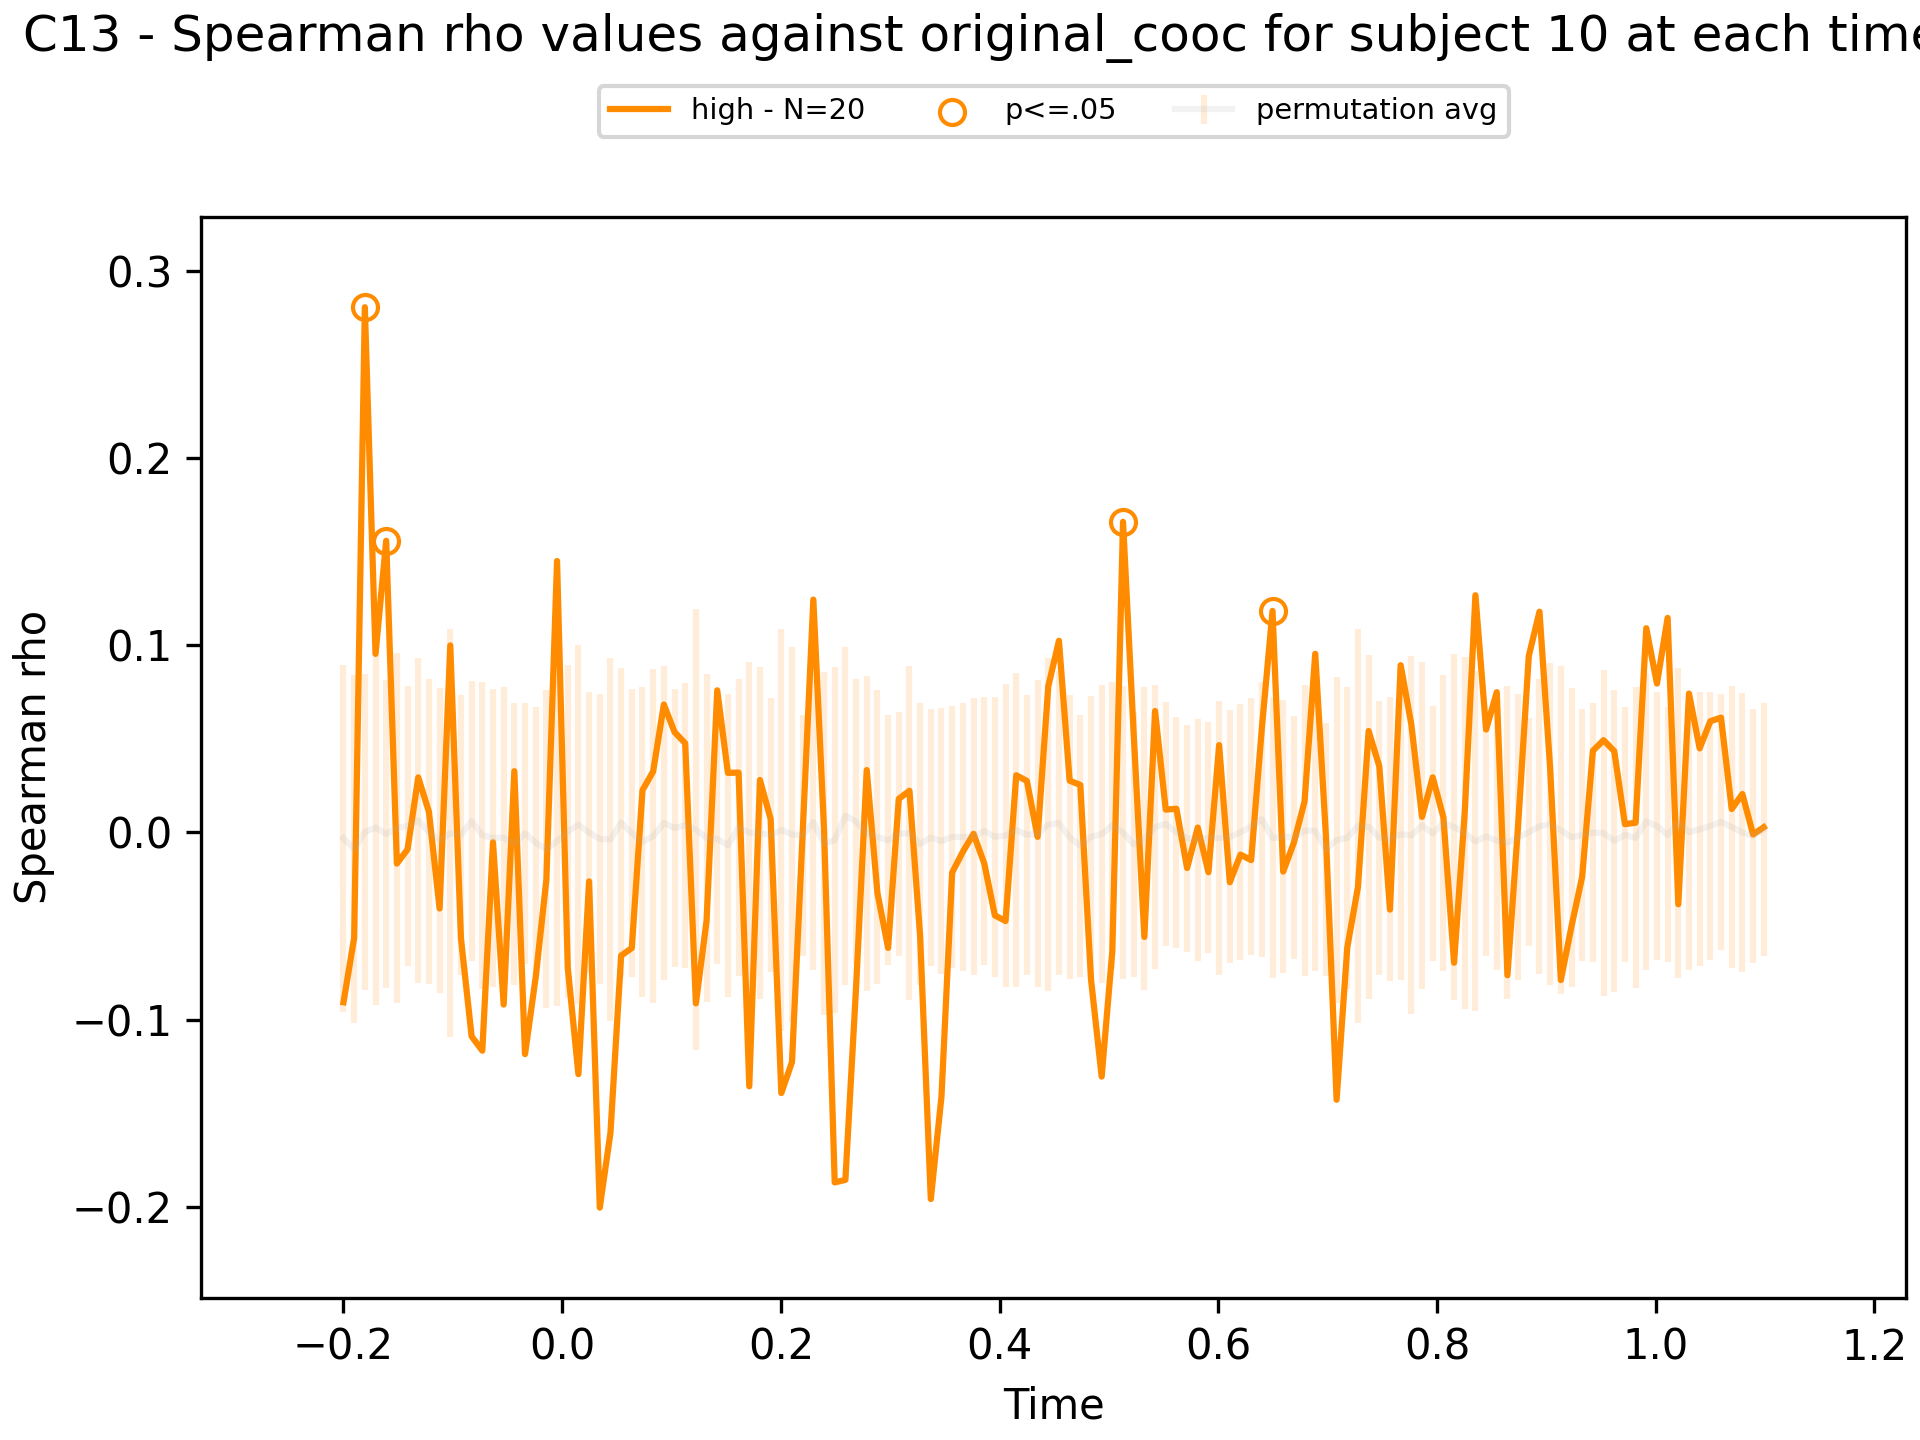 C13 - Spearman rho values against original_cooc for subject 10 at each time
high - N=20 p<=.05 permutation avg
0.3
0.2
0.1
0.0
−0.1
−0.2
Spearman rho
−0.2 0.0 0.2 0.4 0.6 0.8 1.0 1.2
Time